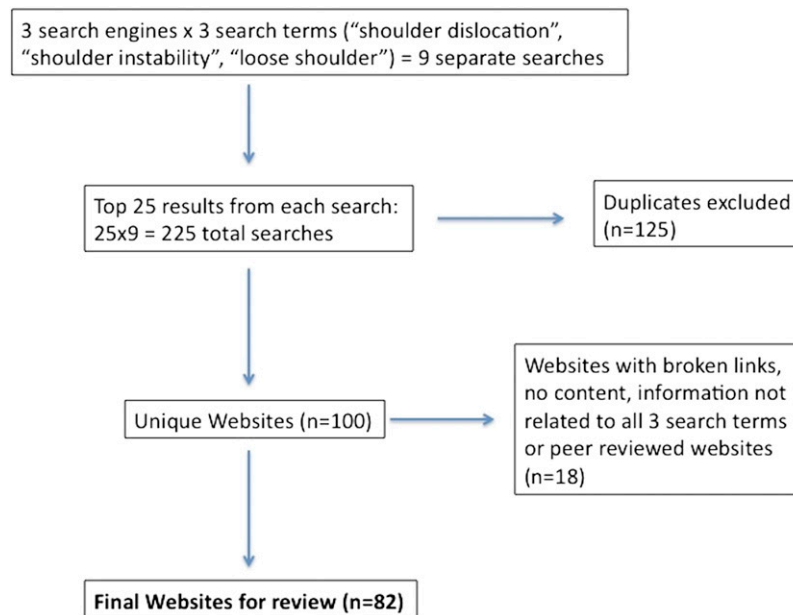 3 search engines x 3 search terms (“shoulder dislocation”,
“shoulder instability”, “loose shoulder”) = 9 separate searches
Top 25 results from each search:
25x9 = 225 total searches
Duplicates excluded
(n=125)
Unique Websites (n=100)
Websites with broken links,
no content, information not
related to all 3 search terms
or peer reviewed websites
(n=18)
Final Websites for review (n=82)